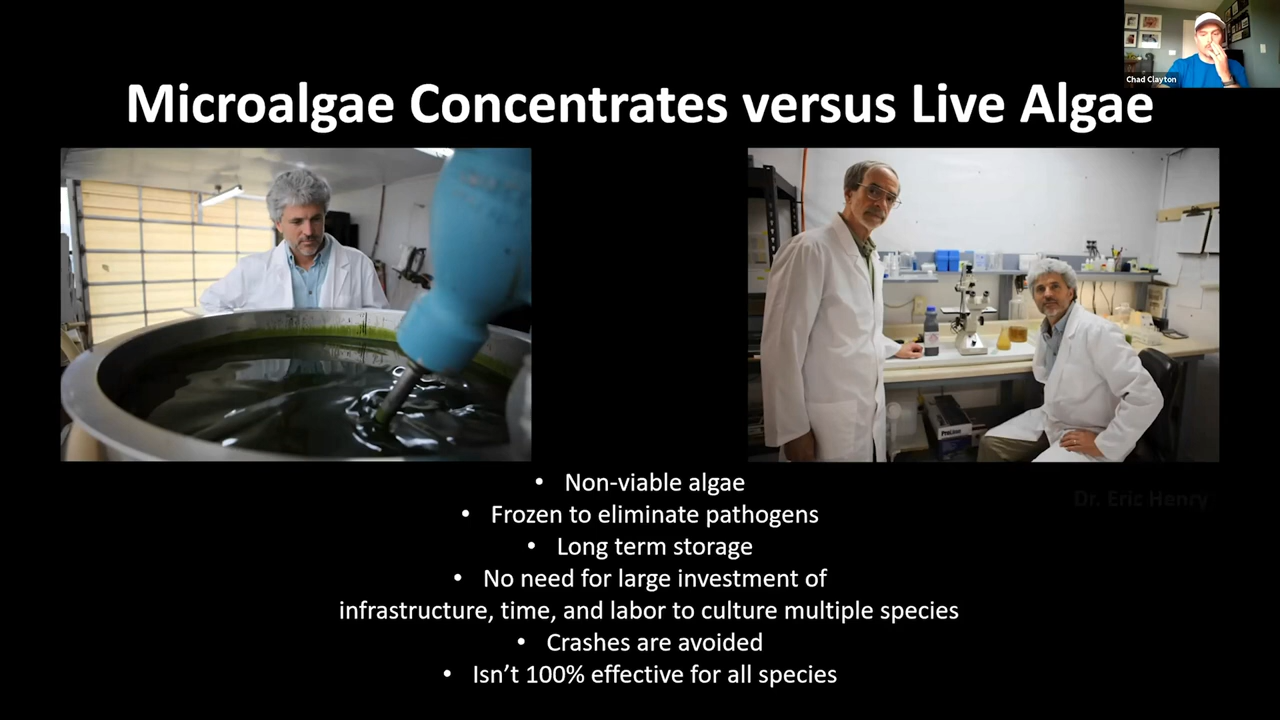 Chad Clayton
Microalgae Concentrates versus Live Algae
Dr. Eric Henry
• Non-viable algae
• Frozen to eliminate pathogens
• Long term storage
• No need for large investment of
infrastructure, time, and labor to culture multiple species
• Crashes are avoided
• Isn’t 100% effective for all species